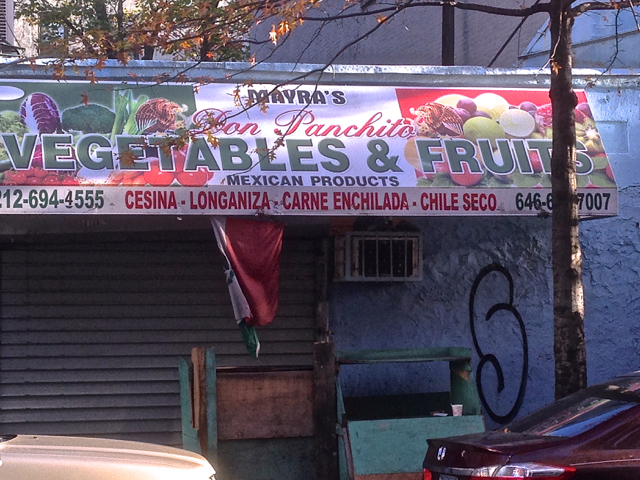 MAYRA'S
Don Panchito
VEGETABLES & FRUITS
MEXICAN PRODUCTS
212-694-4555 CESINA - LONGANIZA - CARNE ENCHILADA - CHILE SECO